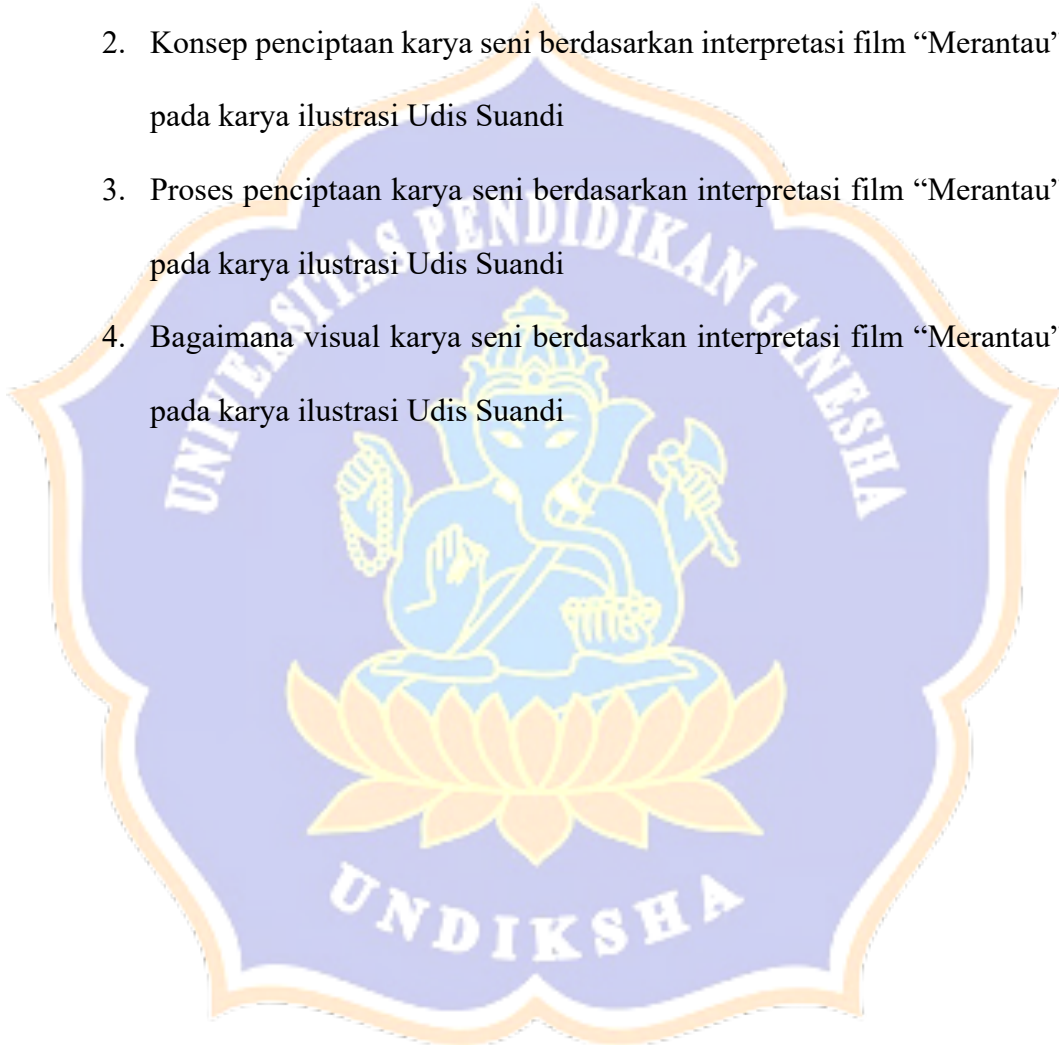 2. Konsep penciptaan karya seni berdasarkan interpretasi film “Merantau”
pada karya ilustrasi Udis Suandi
3. Proses penciptaan karya seni berdasarkan interpretasi film “Merantau”
pada karya ilustrasi Udis Suandi
4. Bagaimana visual karya seni berdasarkan interpretasi film “Merantau”
pada karya ilustrasi Udis Suandi
UNIVERSITAS PENDIDIKAN GANESHA
UNDIKSHA